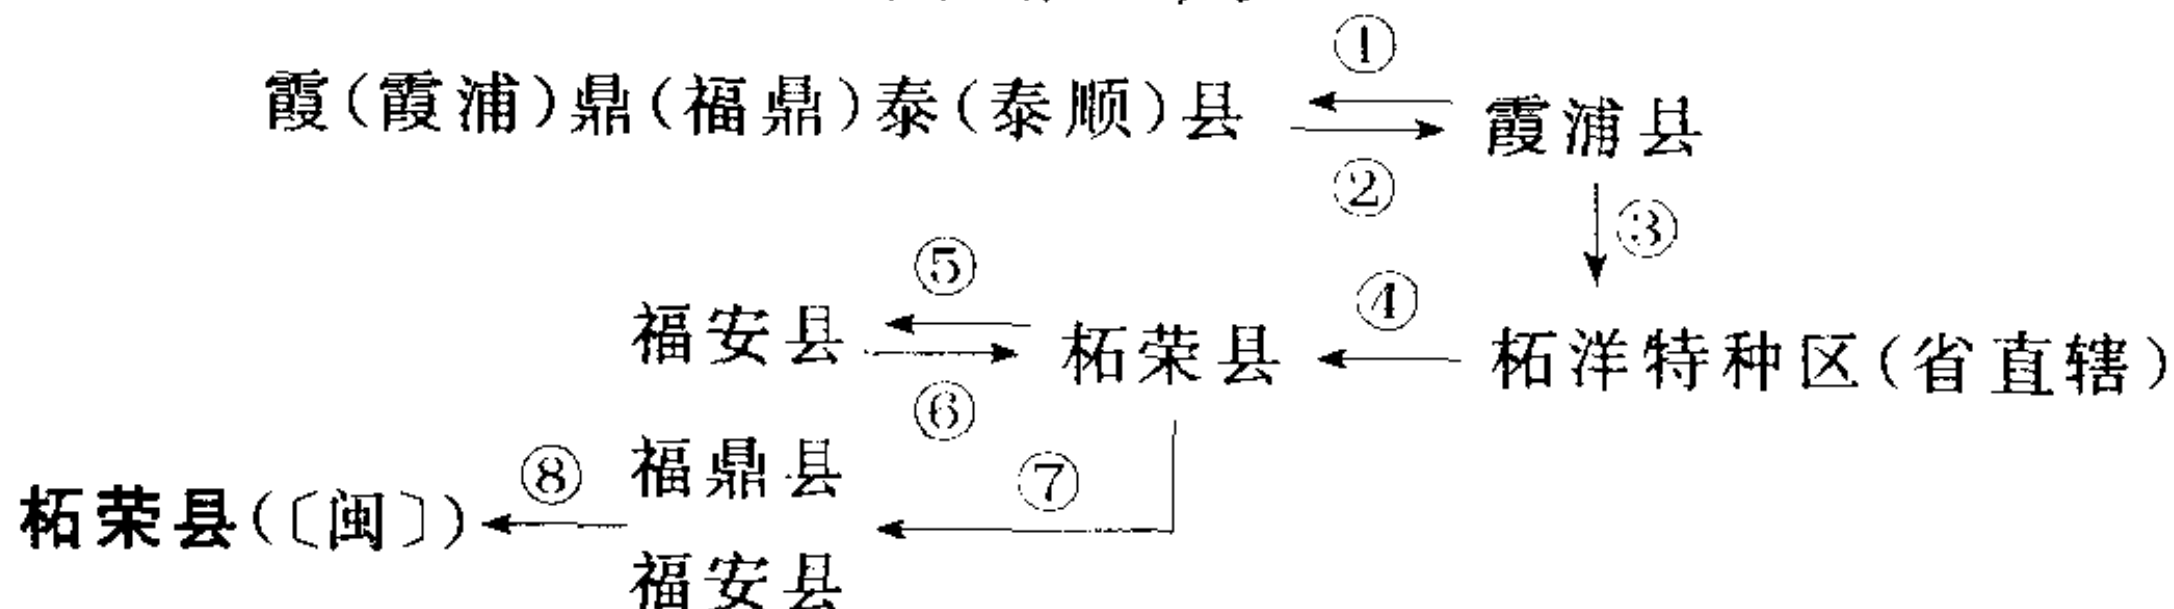 ①
霞(霞浦)鼎(福鼎)泰(泰顺)县 霞浦县
②
③
⑤
④
福安县 柘荣县 柘洋特种区(省直辖)
⑥
福鼎县
⑧ ⑦
柘荣县(〔闽〕)
福安县